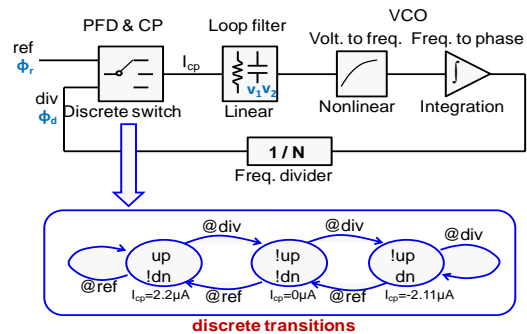 PFD & CP
Loop filter
VCO
Volt. to freq.
Freq. to phase
ref
Φr
Icp
v1 v2
∫
div
Φd
Discrete switch
Linear
Nonlinear
Integration
1 / N
Freq. divider
@div
@div
@div
up
!dn
!up
!dn
!up
dn
@ref
@ref
@ref
Icp=2.2µA
Icp=0µA
Icp=-2.11µA
discrete transitions